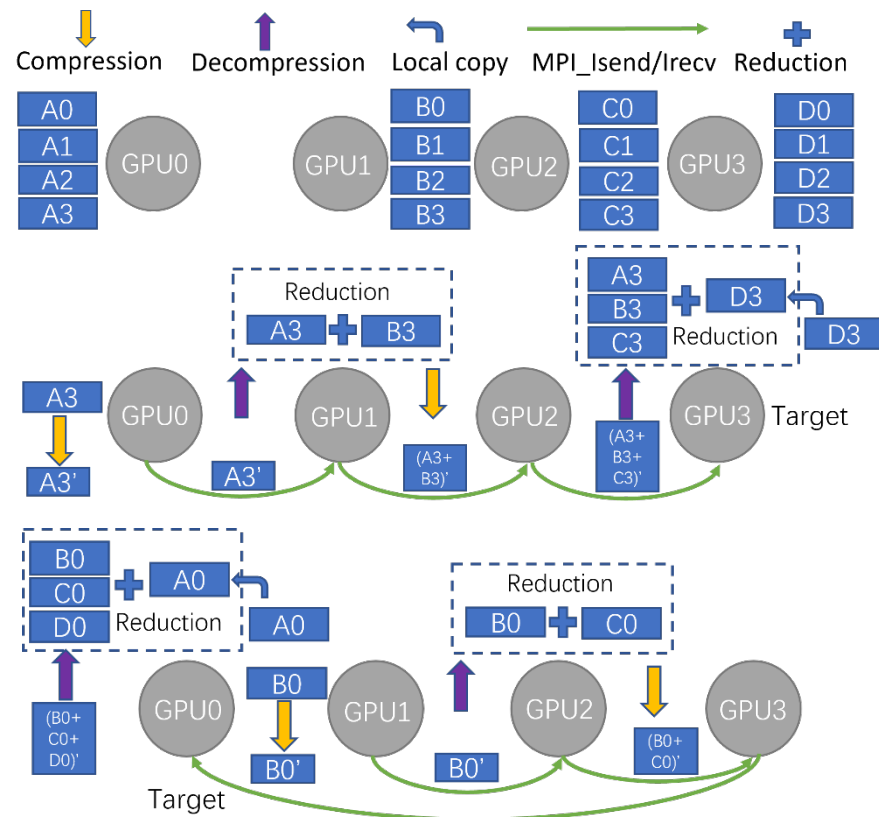 Compression Decompression Local copy MPI_Isend/Irecv Reduction
A0
A1
A2
A3
GPU0
GPU1
B0
B1
B2
B3
GPU2
C0
C1
C2
C3
GPU3
D0
D1
D2
D3
Reduction
A3 B3
A3
B3
C3
D3
Reduction
D3
A3
A3'
GPU0
A3'
GPU1
(A3+
B3)'
GPU2
(A3+
B3+
C3)'
GPU3
Target
B0
C0
D0
A0
Reduction
A0
Reduction
B0 C0
(B0+
C0+
D0)'
GPU0
Target
B0
B0'
GPU1
B0'
GPU2
(B0+
C0)'
GPU3